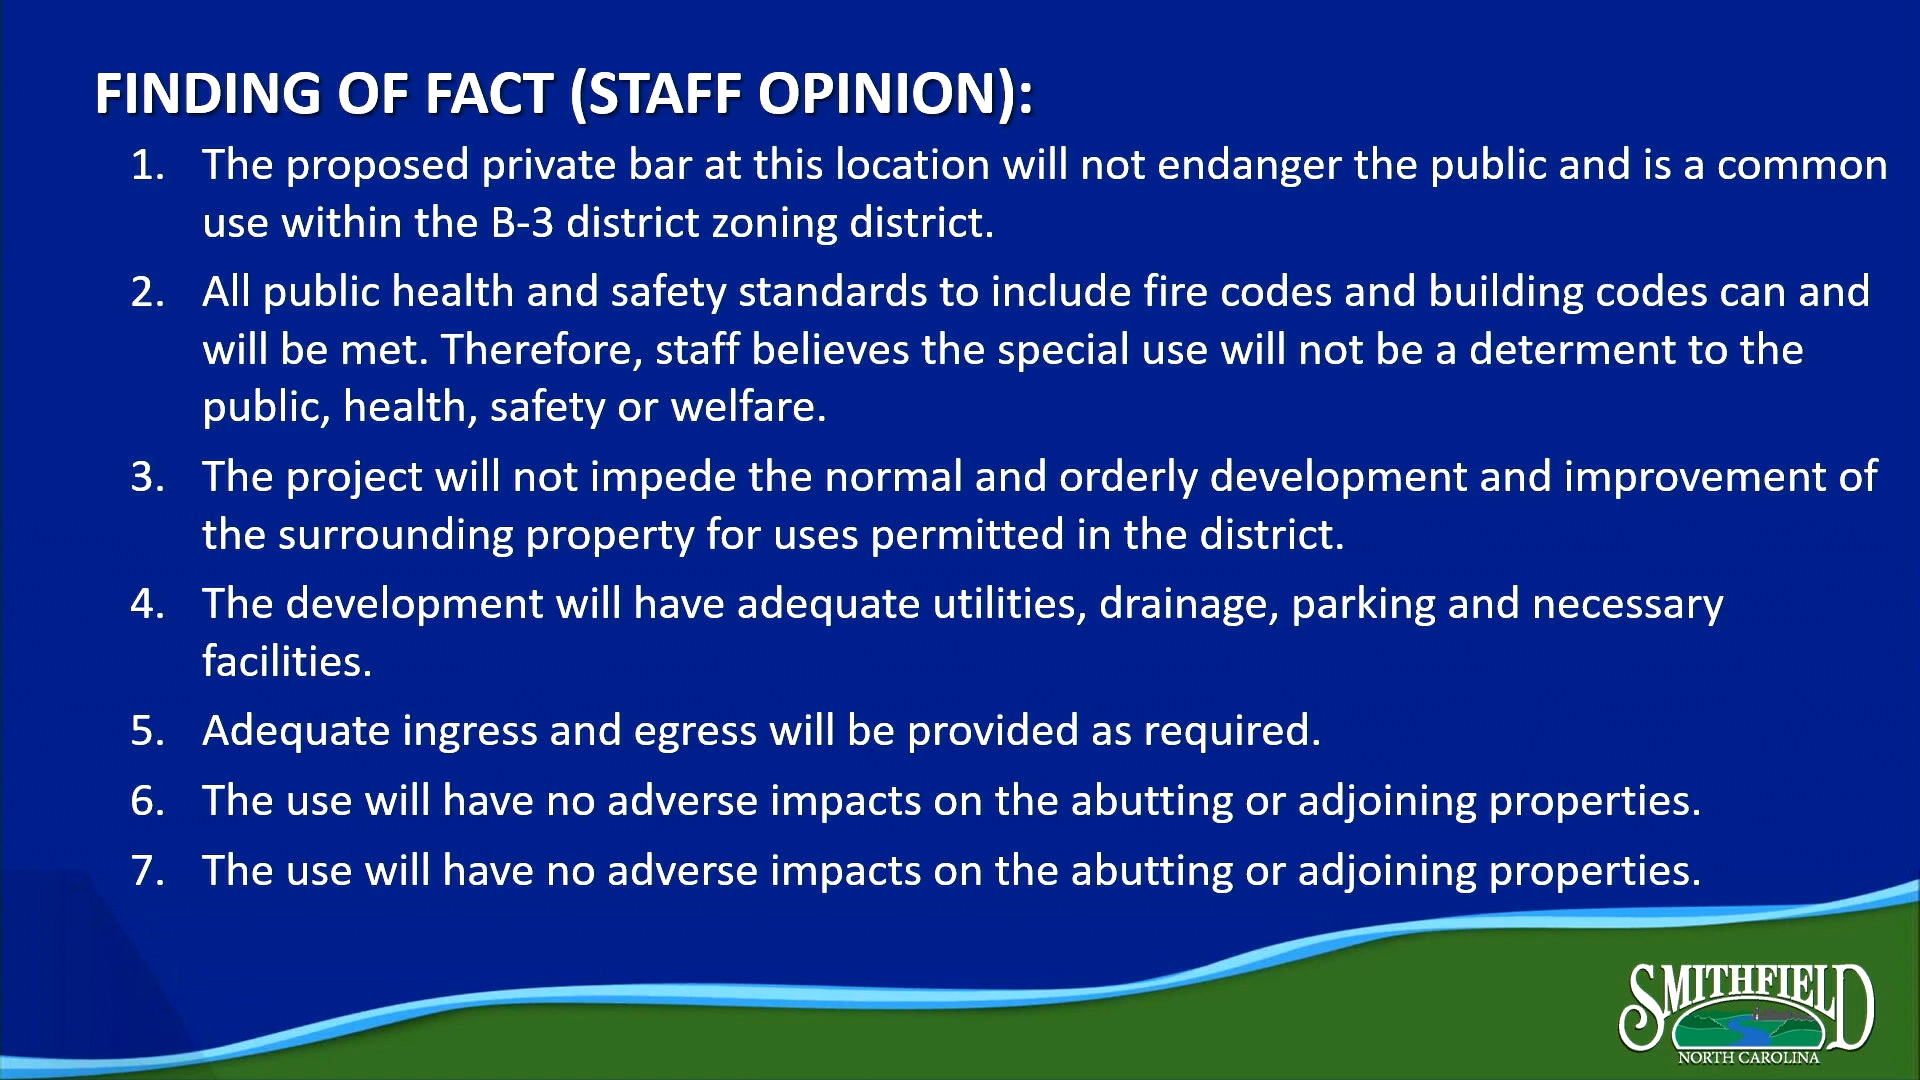 FINDING OF FACT (STAFF OPINION):
1. The proposed private bar at this location will not endanger the public and is a common
use within the B-3 district zoning district.
2. All public health and safety standards to include fire codes and building codes can and
will be met. Therefore, staff believes the special use will not be a determent to the
public, health, safety or welfare.
3. The project will not impede the normal and orderly development and improvement of
the surrounding property for uses permitted in the district.
4. The development will have adequate utilities, drainage, parking and necessary
facilities.
5. Adequate ingress and egress will be provided as required.
6. The use will have no adverse impacts on the abutting or adjoining properties.
7. The use will have no adverse impacts on the abutting or adjoining properties.
SMITHFIELD
NORTH CAROLINA